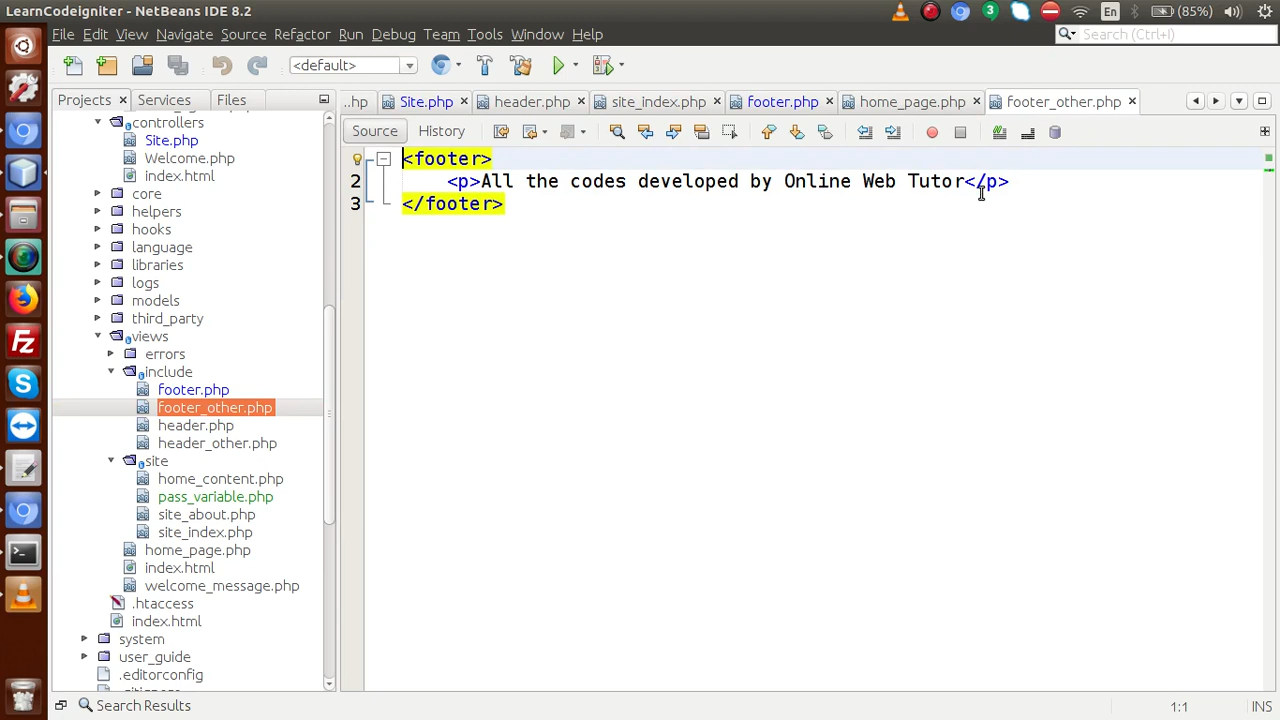 LearnCodeigniter - NetBeans IDE 8.2
3
En
(85%)
File Edit View Navigate Source Refactor Run Debug Team Tools Window Help
Search (Ctrl+I)
<default>
Projects Services Files
..hp Site.php header.php site_index.php footer.php home_page.php footer_other.php
Source History
controllers
Site.php
Welcome.php
index.html
core
helpers
hooks
language
libraries
logs
models
third_party
views
errors
include
footer.php
footer_other.php
header.php
header_other.php
site
home_content.php
pass_variable.php
site_about.php
site_index.php
home_page.php
index.html
welcome_message.php
.htaccess
index.html
system
user_guide
.editorconfig
<footer>
2 <p>All the codes developed by Online Web Tutor</p>
3 </footer>
Search Results
1:1 INS